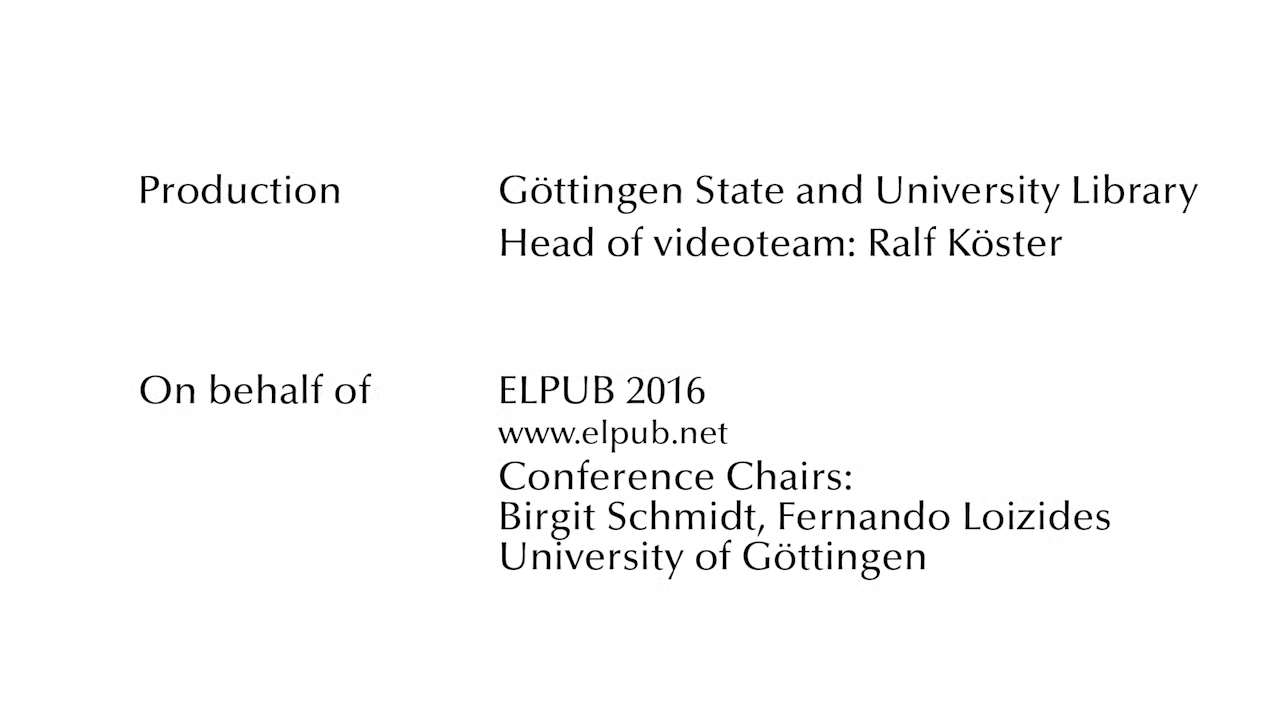 Production
Göttingen State and University Library
Head of videoteam: Ralf Köster
On behalf of
ELPUB 2016
www.elpub.net
Conference Chairs:
Birgit Schmidt, Fernando Loizides
University of Göttingen